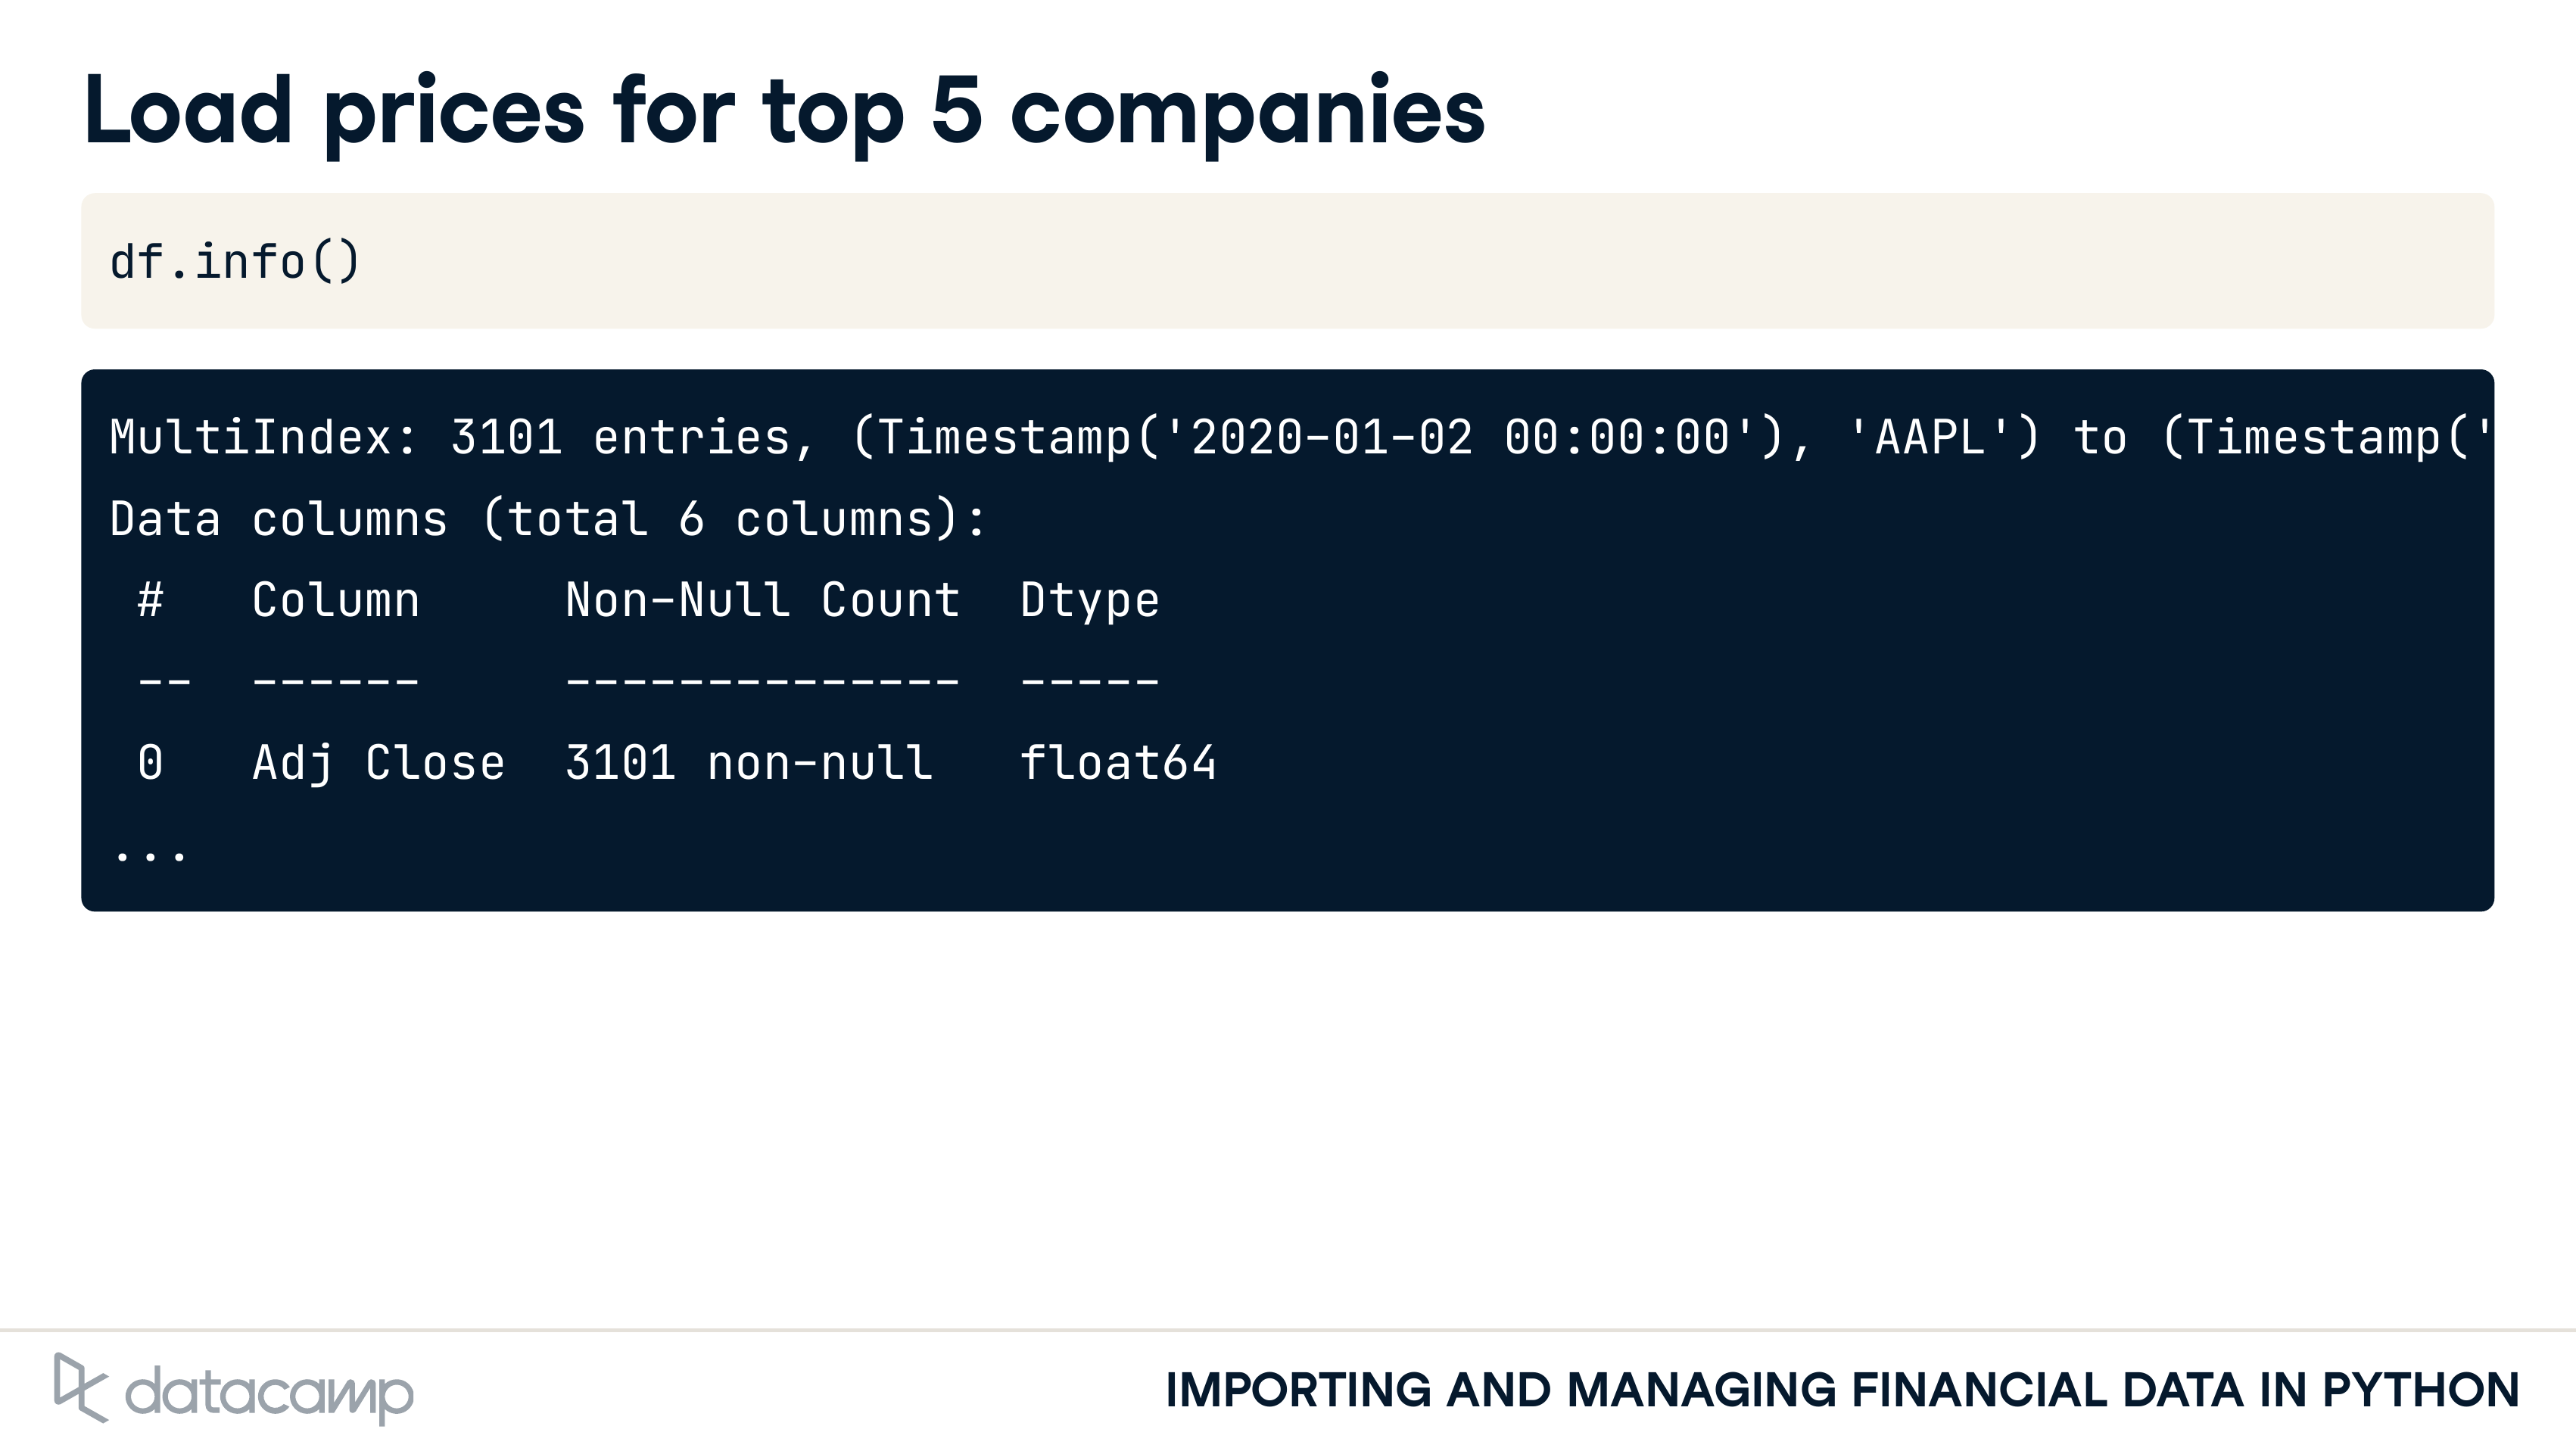 Load prices for top 5 companies
df.info()
MultiIndex: 3101 entries, (Timestamp('2020-01-02 00:00:00'), 'AAPL') to (Timestamp('
Data columns (total 6 columns):
 #   Column     Non-Null Count  Dtype
 --  ------     --------------  -----
 0   Adj Close  3101 non-null   float64
...
datacamp
IMPORTING AND MANAGING FINANCIAL DATA IN PYTHON